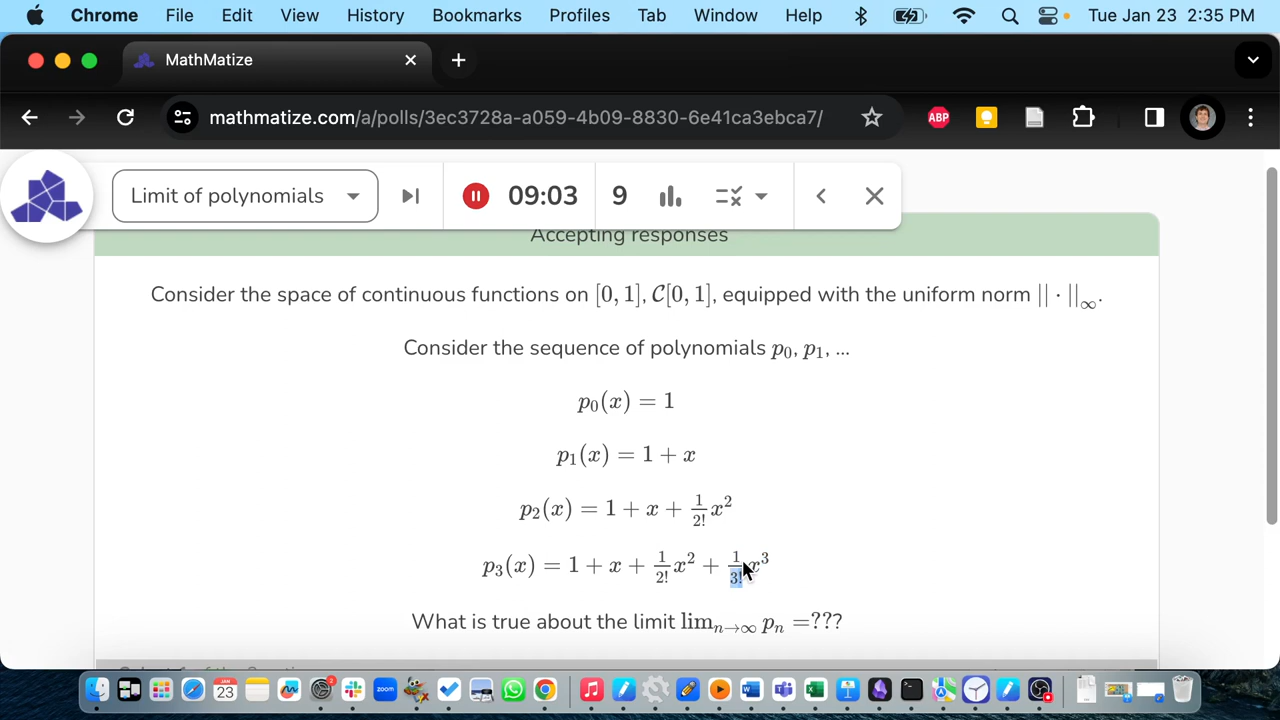 Chrome File Edit View History Bookmarks Profiles Tab Window Help Tue Jan 23 2:35 PM
MathMatize
mathmatize.com/a/polls/3ec3728a-a059-4b09-8830-6e41ca3ebca7/
ABP
Limit of polynomials 09:03 9
Accepting responses
Consider the space of continuous functions on [0, 1], 𝒞[0, 1], equipped with the uniform norm || · ||∞.
Consider the sequence of polynomials p₀, p₁, ...
p₀(x) = 1
p₁(x) = 1 + x
p₂(x) = 1 + x + 1/2! x²
p₃(x) = 1 + x + 1/2! x² + 1/3! x³
What is true about the limit limₙ→∞ pₙ =???
23 2 zoom